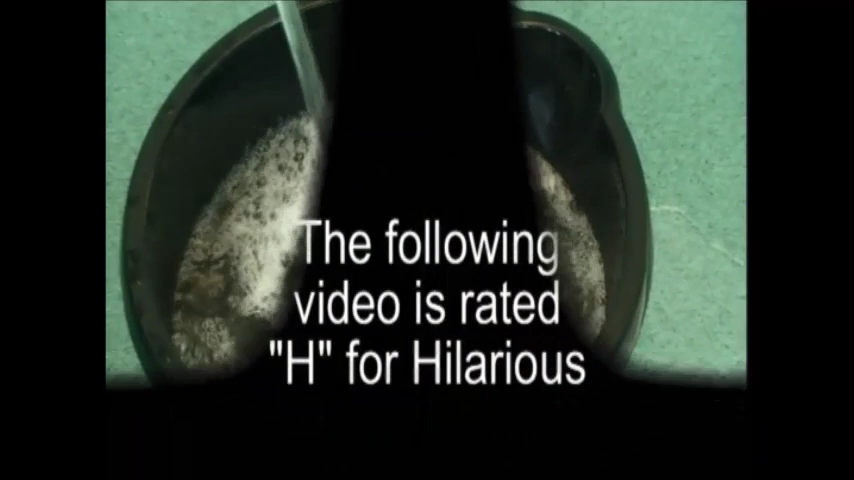 The following
video is rated
"H" for Hilarious